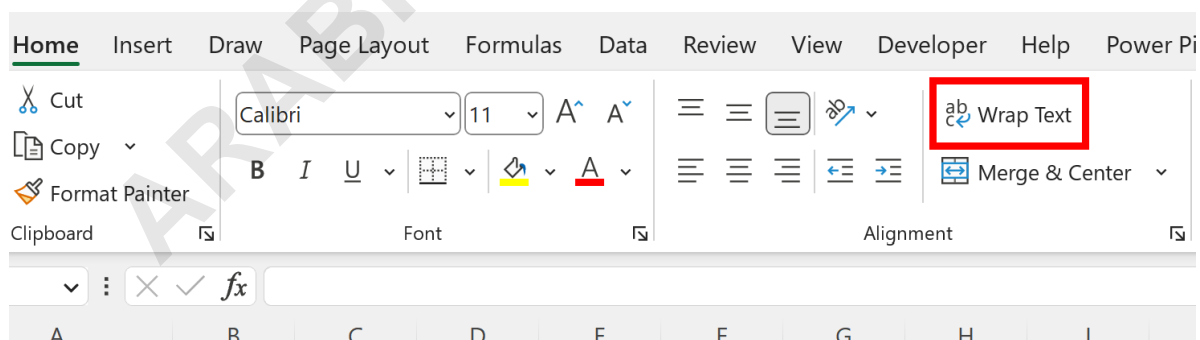 Home Insert Draw Page Layout Formulas Data Review View Developer Help Power
Cut
Calibri 11
Wrap Text
Copy
B I U
Merge & Center
Format Painter
Clipboard Font Alignment
fx
A B C D E F G H I
ARAB